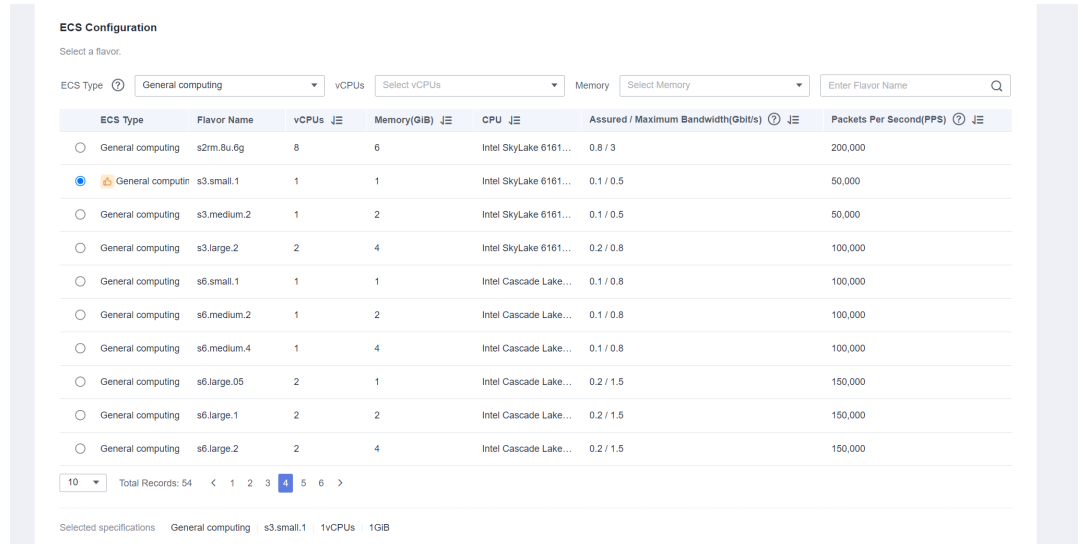 ECS Configuration
Select a flavor.
ECS Type ? General computing vCPUs Select vCPUs Memory Select Memory Enter Flavor Name
ECS Type Flavor Name vCPUs Memory(GiB) CPU Assured / Maximum Bandwidth(Gbit/s) ? Packets Per Second(PPS) ?
General computing s2rm.8u.6g 8 6 Intel SkyLake 6161... 0.8 / 3 200,000
General computin s3.small.1 1 1 Intel SkyLake 6161... 0.1 / 0.5 50,000
General computing s3.medium.2 1 2 Intel SkyLake 6161... 0.1 / 0.5 50,000
General computing s3.large.2 2 4 Intel SkyLake 6161... 0.2 / 0.8 100,000
General computing s6.small.1 1 1 Intel Cascade Lake... 0.1 / 0.8 100,000
General computing s6.medium.2 1 2 Intel Cascade Lake... 0.1 / 0.8 100,000
General computing s6.medium.4 1 4 Intel Cascade Lake... 0.1 / 0.8 100,000
General computing s6.large.05 2 1 Intel Cascade Lake... 0.2 / 1.5 150,000
General computing s6.large.1 2 2 Intel Cascade Lake... 0.2 / 1.5 150,000
General computing s6.large.2 2 4 Intel Cascade Lake... 0.2 / 1.5 150,000
10 Total Records: 54 < 1 2 3 4 5 6 >
Selected specifications General computing s3.small.1 1vCPUs 1GiB